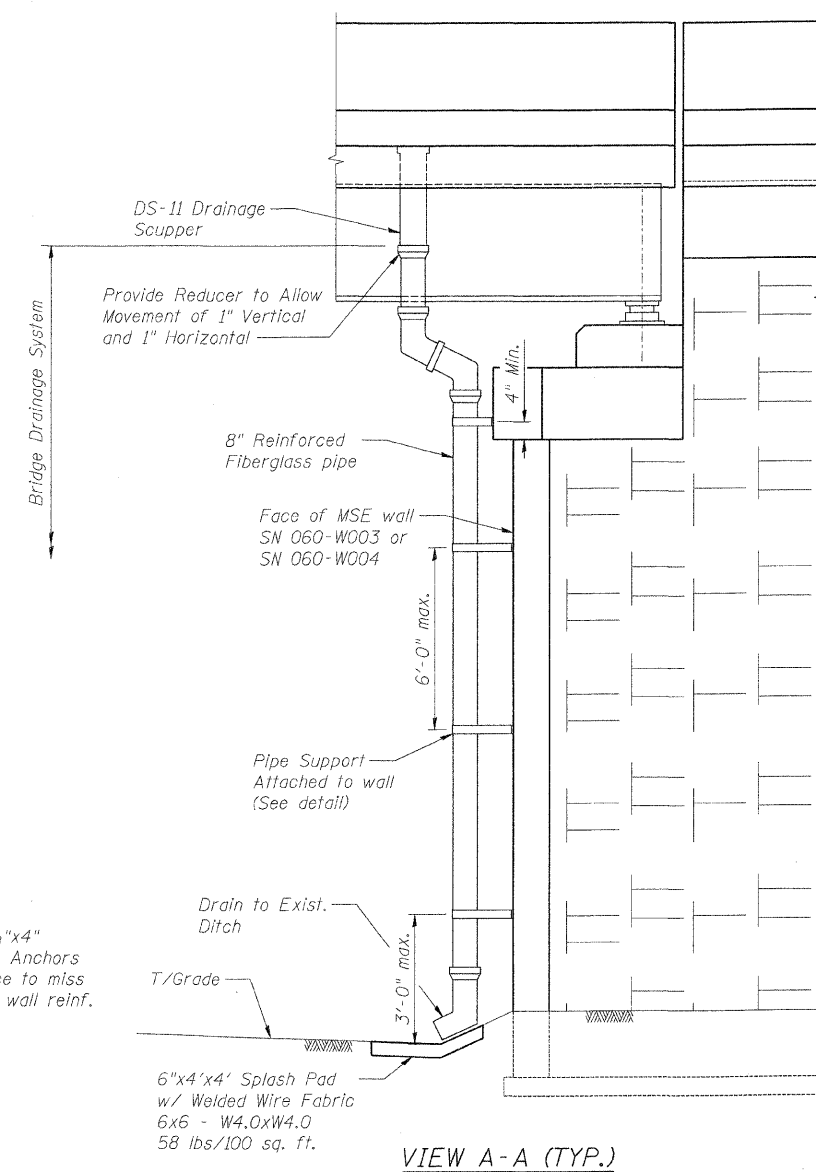 DS-11 Drainage
Scupper
Provide Reducer to Allow
Movement of 1" Vertical
and 1" Horizontal
Bridge Drainage System
4" Min.
8" Reinforced
Fiberglass pipe
Face of MSE wall
SN 060-W003 or
SN 060-W004
6'-0" max.
Pipe Support
Attached to wall
(See detail)
Drain to Exist.
Ditch
"x4"
Anchors
to miss
wall reinf.
T/Grade
3'-0" max.
6"x4'x4' Splash Pad
w/ Welded Wire Fabric
6x6 - W4.0xW4.0
58 lbs/100 sq. ft.
VIEW A-A (TYP.)